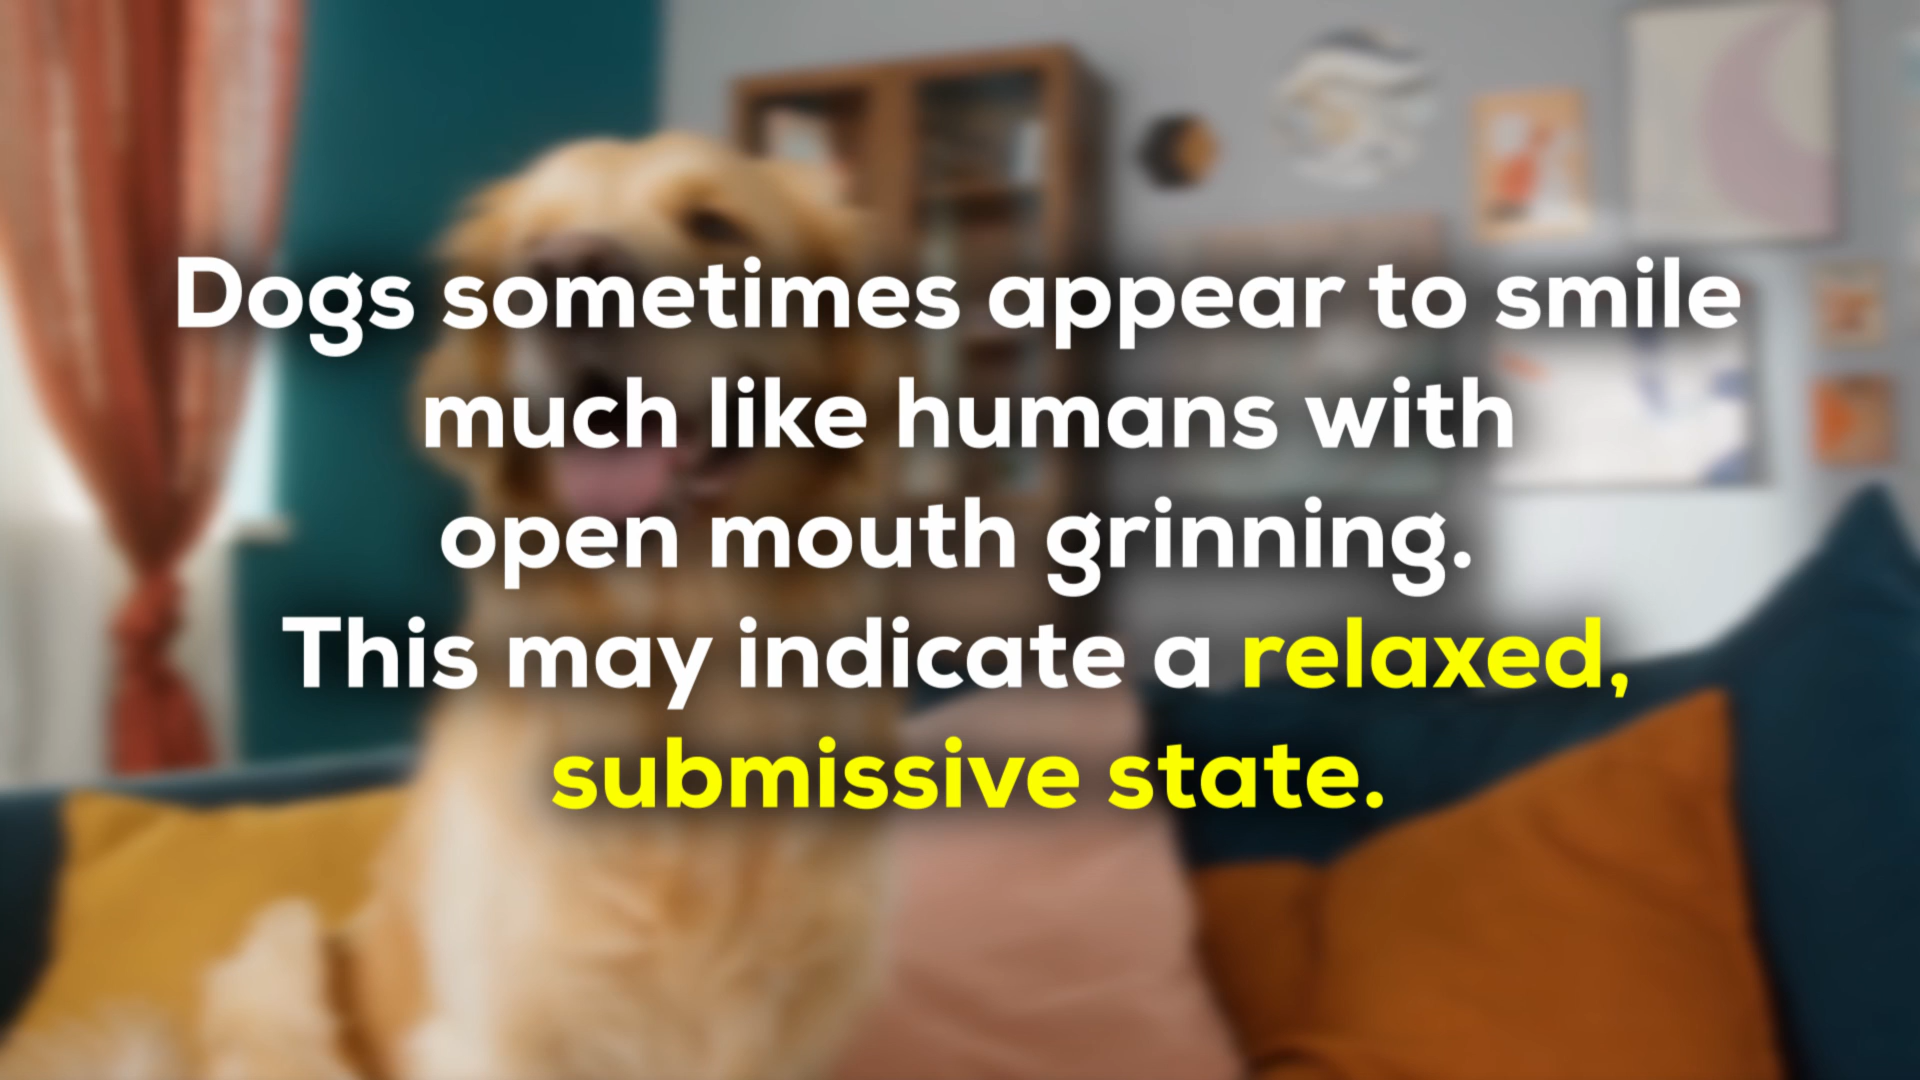 Dogs sometimes appear to smile
much like humans with
open mouth grinning.
This may indicate a relaxed,
submissive state.